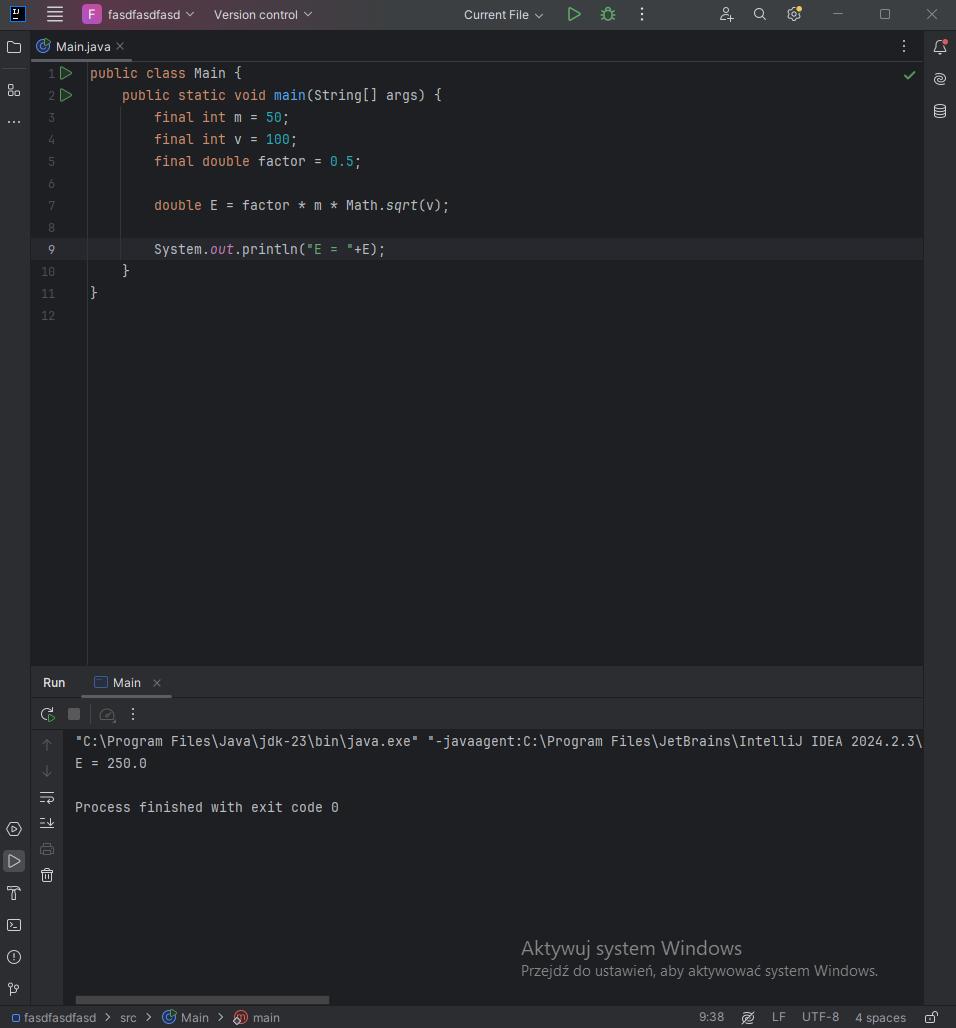 F fasdfasdfasd Version control Current File
Main.java
1 public class Main {
2 public static void main(String[] args) {
3 final int m = 50;
4 final int v = 100;
5 final double factor = 0.5;
6
7 double E = factor * m * Math.sqrt(v);
8
9 System.out.println("E = "+E);
10 }
11 }
12
Run Main
"C:\Program Files\Java\jdk-23\bin\java.exe" "-javaagent:C:\Program Files\JetBrains\IntelliJ IDEA 2024.2.3\
E = 250.0
Process finished with exit code 0
Aktywuj system Windows
Przejdź do ustawień, aby aktywować system Windows.
fasdfasdfasd > src > Main > main 9:38 LF UTF-8 4 spaces